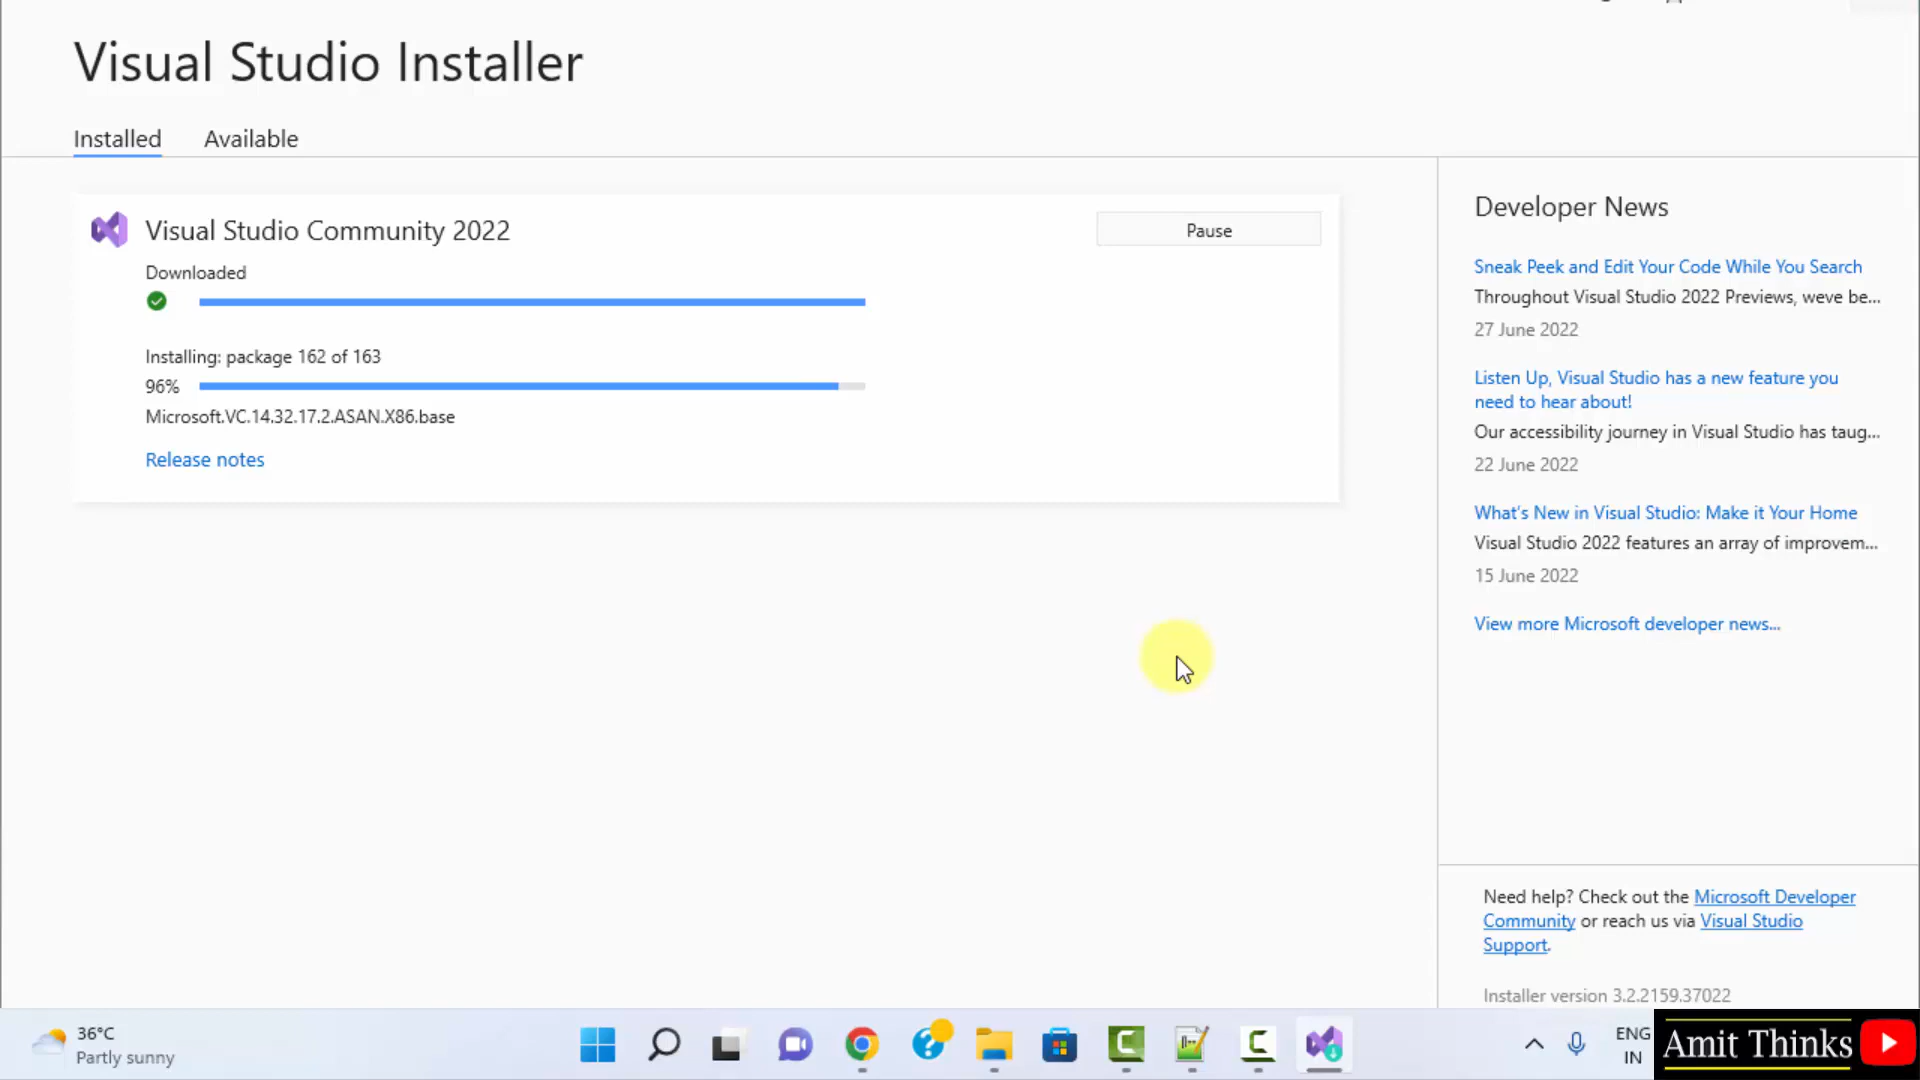 Visual Studio Installer
Installed
Available
Visual Studio Community 2022
Pause
Downloaded
Installing: package 162 of 163
96%
Microsoft.VC.14.32.17.2.ASAN.X86.base
Release notes
Developer News
Sneak Peek and Edit Your Code While You Search
Throughout Visual Studio 2022 Previews, weve be...
27 June 2022
Listen Up, Visual Studio has a new feature you
need to hear about!
Our accessibility journey in Visual Studio has taug...
22 June 2022
What's New in Visual Studio: Make it Your Home
Visual Studio 2022 features an array of improvem...
15 June 2022
View more Microsoft developer news...
Need help? Check out the Microsoft Developer
Community or reach us via Visual Studio
Support.
Installer version 3.2.2159.37022
36°C
Partly sunny
ENG
IN
Amit Thinks